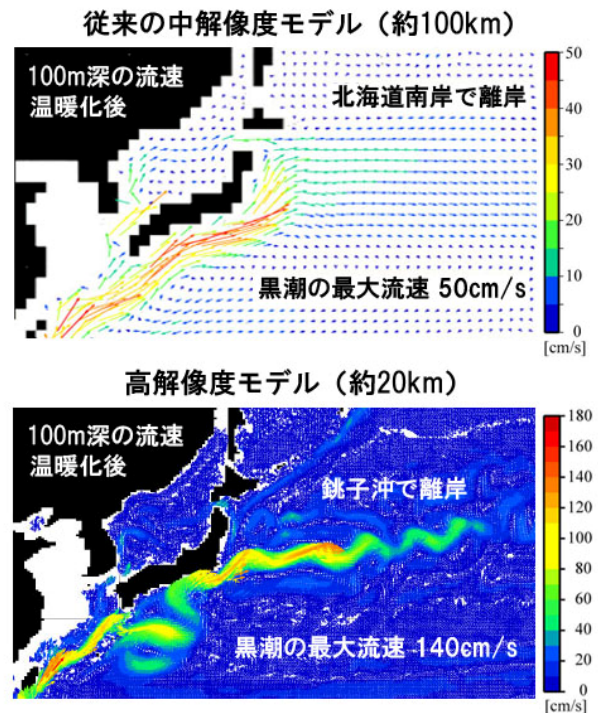 従来の中解像度モデル（約100km）
100m深の流速
温暖化後
北海道南岸で離岸
黒潮の最大流速 50cm/s
50
40
30
20
10
0
[cm/s]
高解像度モデル（約20km）
100m深の流速
温暖化後
銚子沖で離岸
黒潮の最大流速 140cm/s
180
160
140
120
100
80
60
40
20
0
[cm/s]